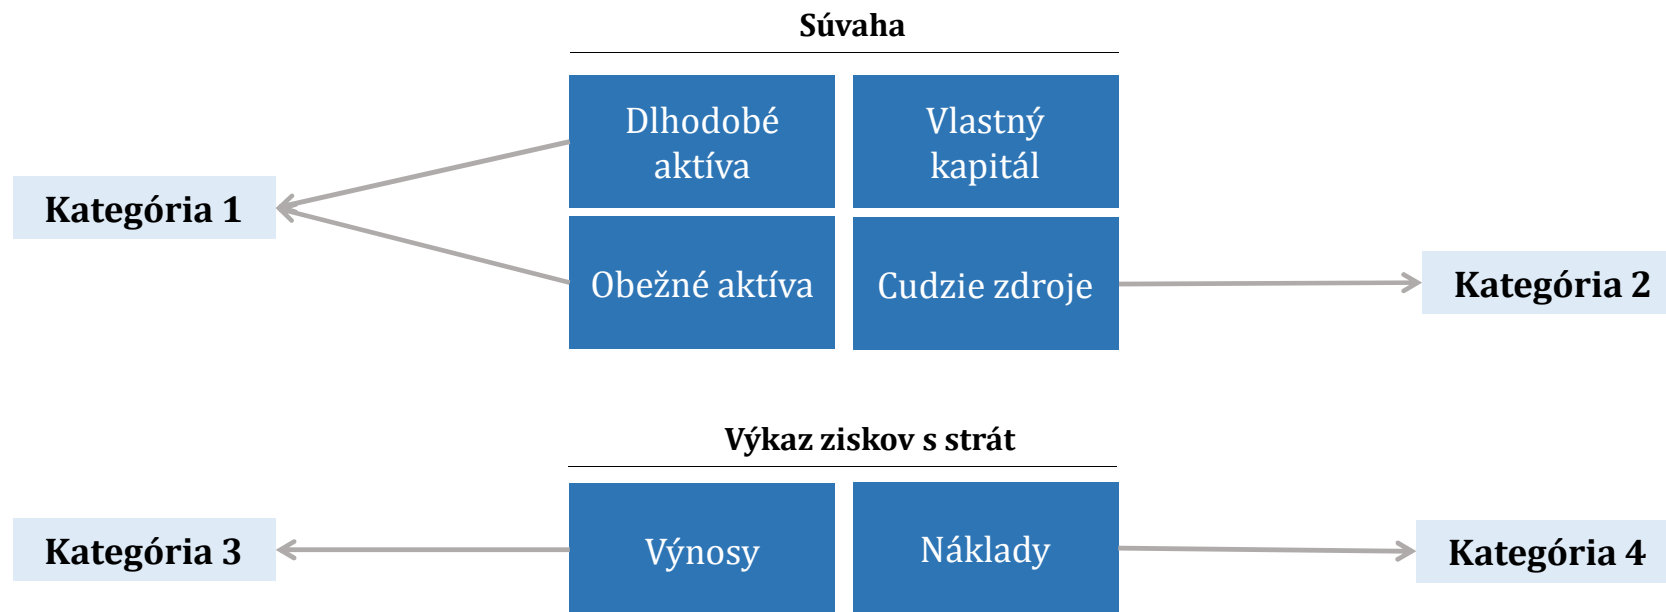 Súvaha
Dlhodobé
aktíva
Vlastný
kapitál
Kategória 1
Obežné aktíva
Cudzie zdroje
Kategória 2
Výkaz ziskov s strát
Kategória 3
Výnosy
Náklady
Kategória 4